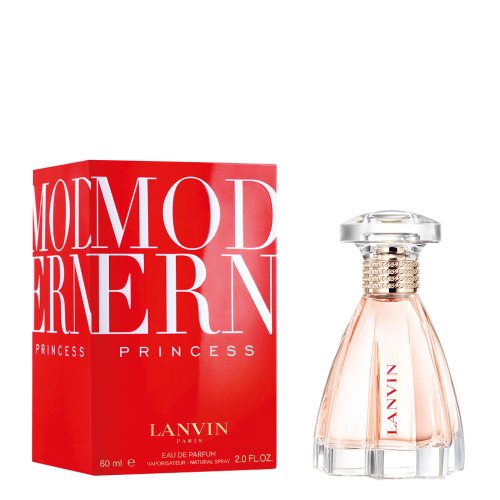 MOD
ERN
PRINCESS
MOD
ERN
PRINCESS
LANVIN
PARIS
60 ml e EAU DE PARFUM 2.0 FL.OZ.
VAPORISATEUR - NATURAL SPRAY
LANVIN